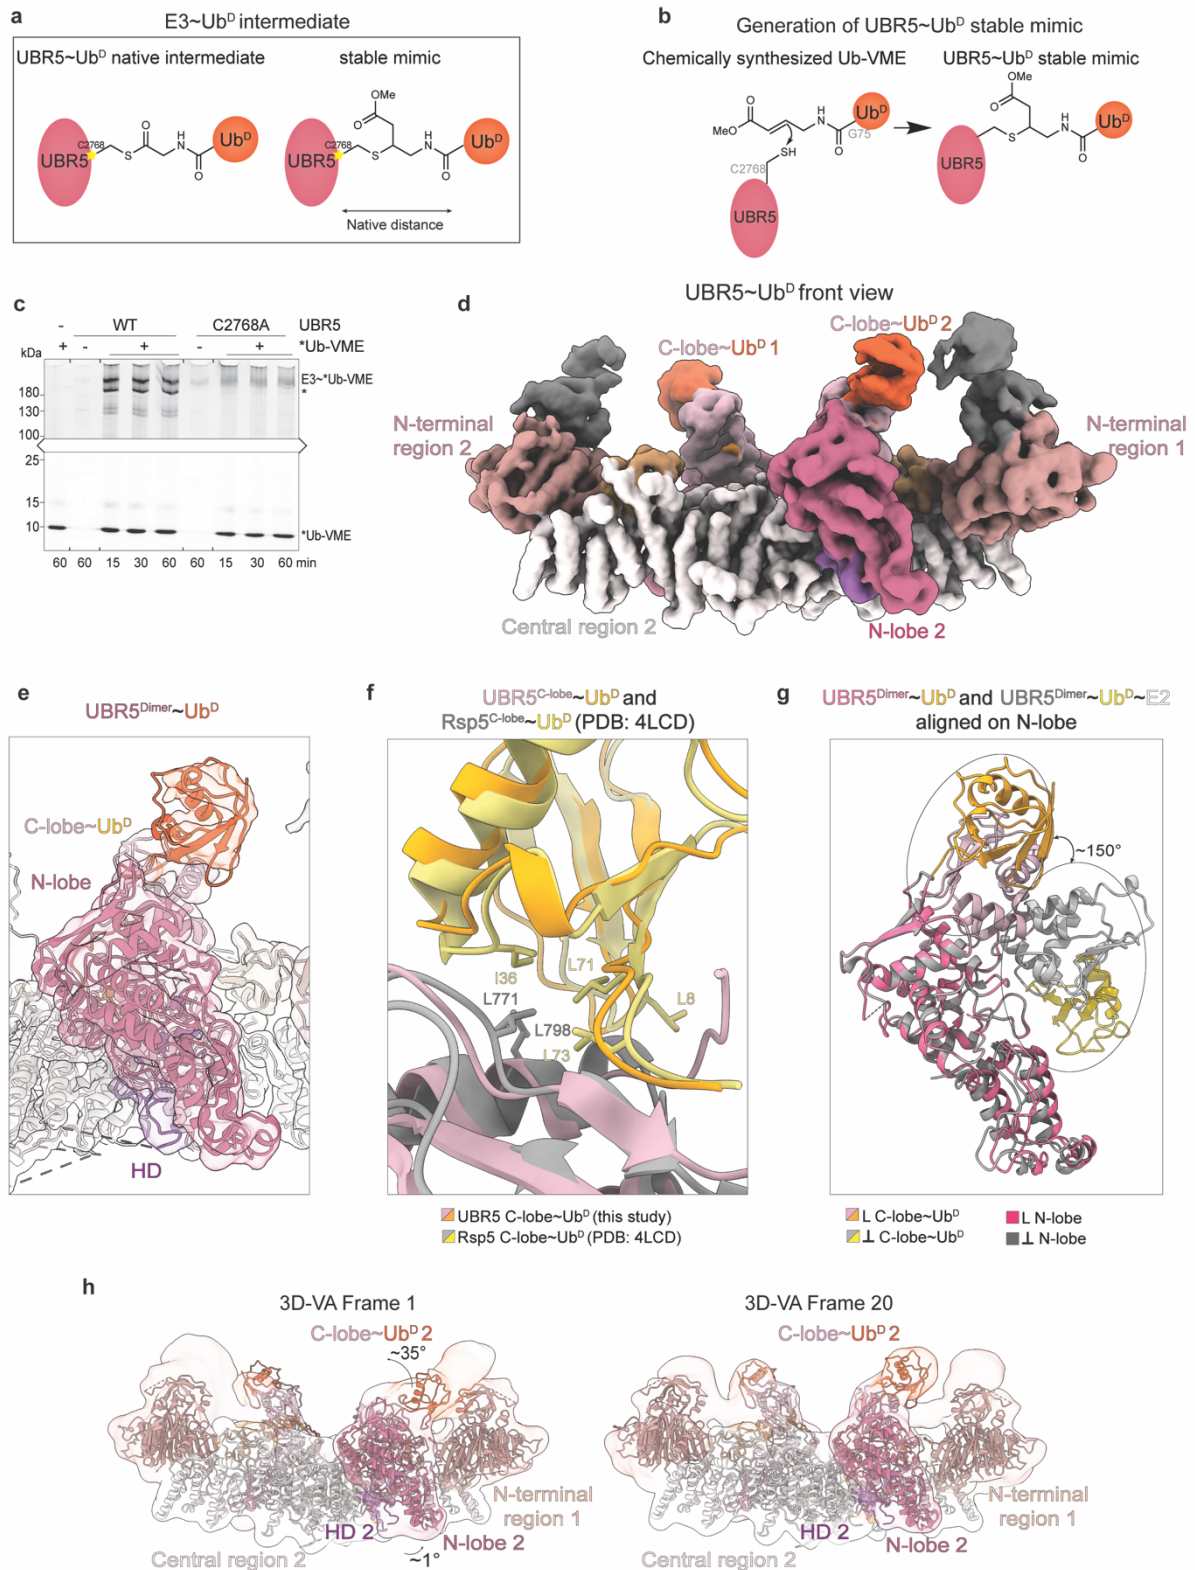 a
E3~Ub^D intermediate
UBR5~Ub^D native intermediate
stable mimic
OMe
O
O
C2768
UBR5
S
H
N
O
Ub^D
C2768
UBR5
S
H
N
O
Ub^D
Native distance
b
Generation of UBR5~Ub^D stable mimic
Chemically synthesized Ub-VME
UBR5~Ub^D stable mimic
O
MeO
NH
O
Ub^D
G75
SH
C2768
UBR5
OMe
O
UBR5
S
H
N
O
Ub^D
c
- WT C2768A UBR5
+ - + - + *Ub-VME
kDa
180
130
100
25
15
10
E3~*Ub-VME
*
*Ub-VME
60 60 15 30 60 60 15 30 60 min
d
UBR5~Ub^D front view
C-lobe~Ub^D 1
C-lobe~Ub^D 2
N-terminal
region 2
N-terminal
region 1
Central region 2
N-lobe 2
e
UBR5^Dimer~Ub^D
C-lobe~Ub^D
N-lobe
HD
f
UBR5^C-lobe~Ub^D and
Rsp5^C-lobe~Ub^D (PDB: 4LCD)
I36
L71
L771
L8
L798
L73
UBR5 C-lobe~Ub^D (this study)
Rsp5 C-lobe~Ub^D (PDB: 4LCD)
g
UBR5^Dimer~Ub^D and UBR5^Dimer~Ub^D~E2
aligned on N-lobe
~150°
L C-lobe~Ub^D
L N-lobe
⊥ C-lobe~Ub^D
⊥ N-lobe
h
3D-VA Frame 1
C-lobe~Ub^D 2
~35°
N-terminal
region 1
HD 2
N-lobe 2
Central region 2
~1°
3D-VA Frame 20
C-lobe~Ub^D 2
N-terminal
region 1
HD 2
N-lobe 2
Central region 2